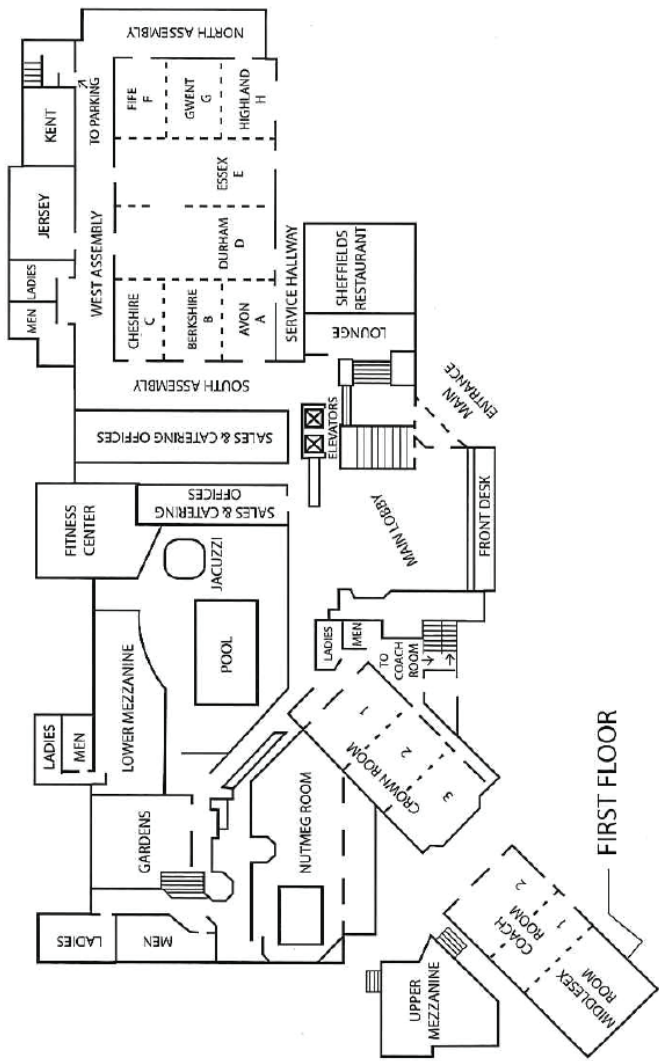 NORTH ASSEMBLY
TO PARKING
KENT
FIFE
F
GWENT
G
HIGHLAND
H
JERSEY
ESSEX
E
WEST ASSEMBLY
DURHAM
D
LADIES
MEN
CHESHIRE
C
BERKSHIRE
B
AVON
A
SERVICE HALLWAY
SHEFFIELDS
RESTAURANT
LOUNGE
SOUTH ASSEMBLY
MAIN
ENTRANCE
SALES & CATERING OFFICES
ELEVATORS
SALES & CATERING
OFFICES
FITNESS
CENTER
JACUZZI
MAIN LOBBY
FRONT DESK
POOL
LOWER MEZZANINE
LADIES
MEN
TO
COACH
ROOM
LADIES
MEN
CROWN ROOM
1
2
3
GARDENS
NUTMEG ROOM
LADIES
MEN
FIRST FLOOR
COACH
ROOM
2
1
MIDDLESEX
ROOM
UPPER
MEZZANINE